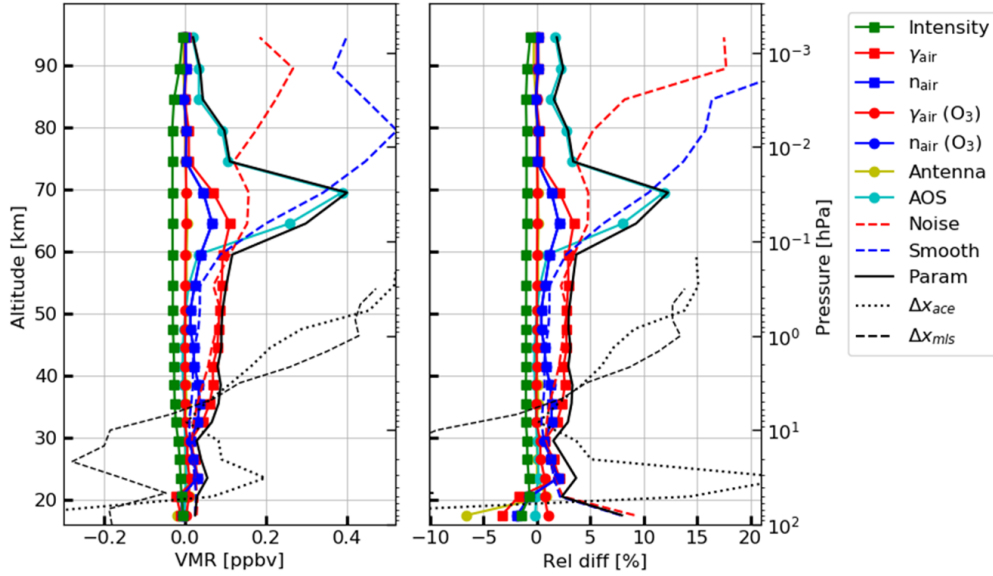 90
80
70
60
50
40
30
20
Altitude [km]
−0.2
0.0
0.2
0.4
VMR [ppbv]
−10
−5
0
5
10
15
20
Rel diff [%]
10⁻³
10⁻²
10⁻¹
10⁰
10¹
10²
Pressure [hPa]
Intensity
γair
nair
γair (O₃)
nair (O₃)
Antenna
AOS
Noise
Smooth
Param
Δxace
Δxmls